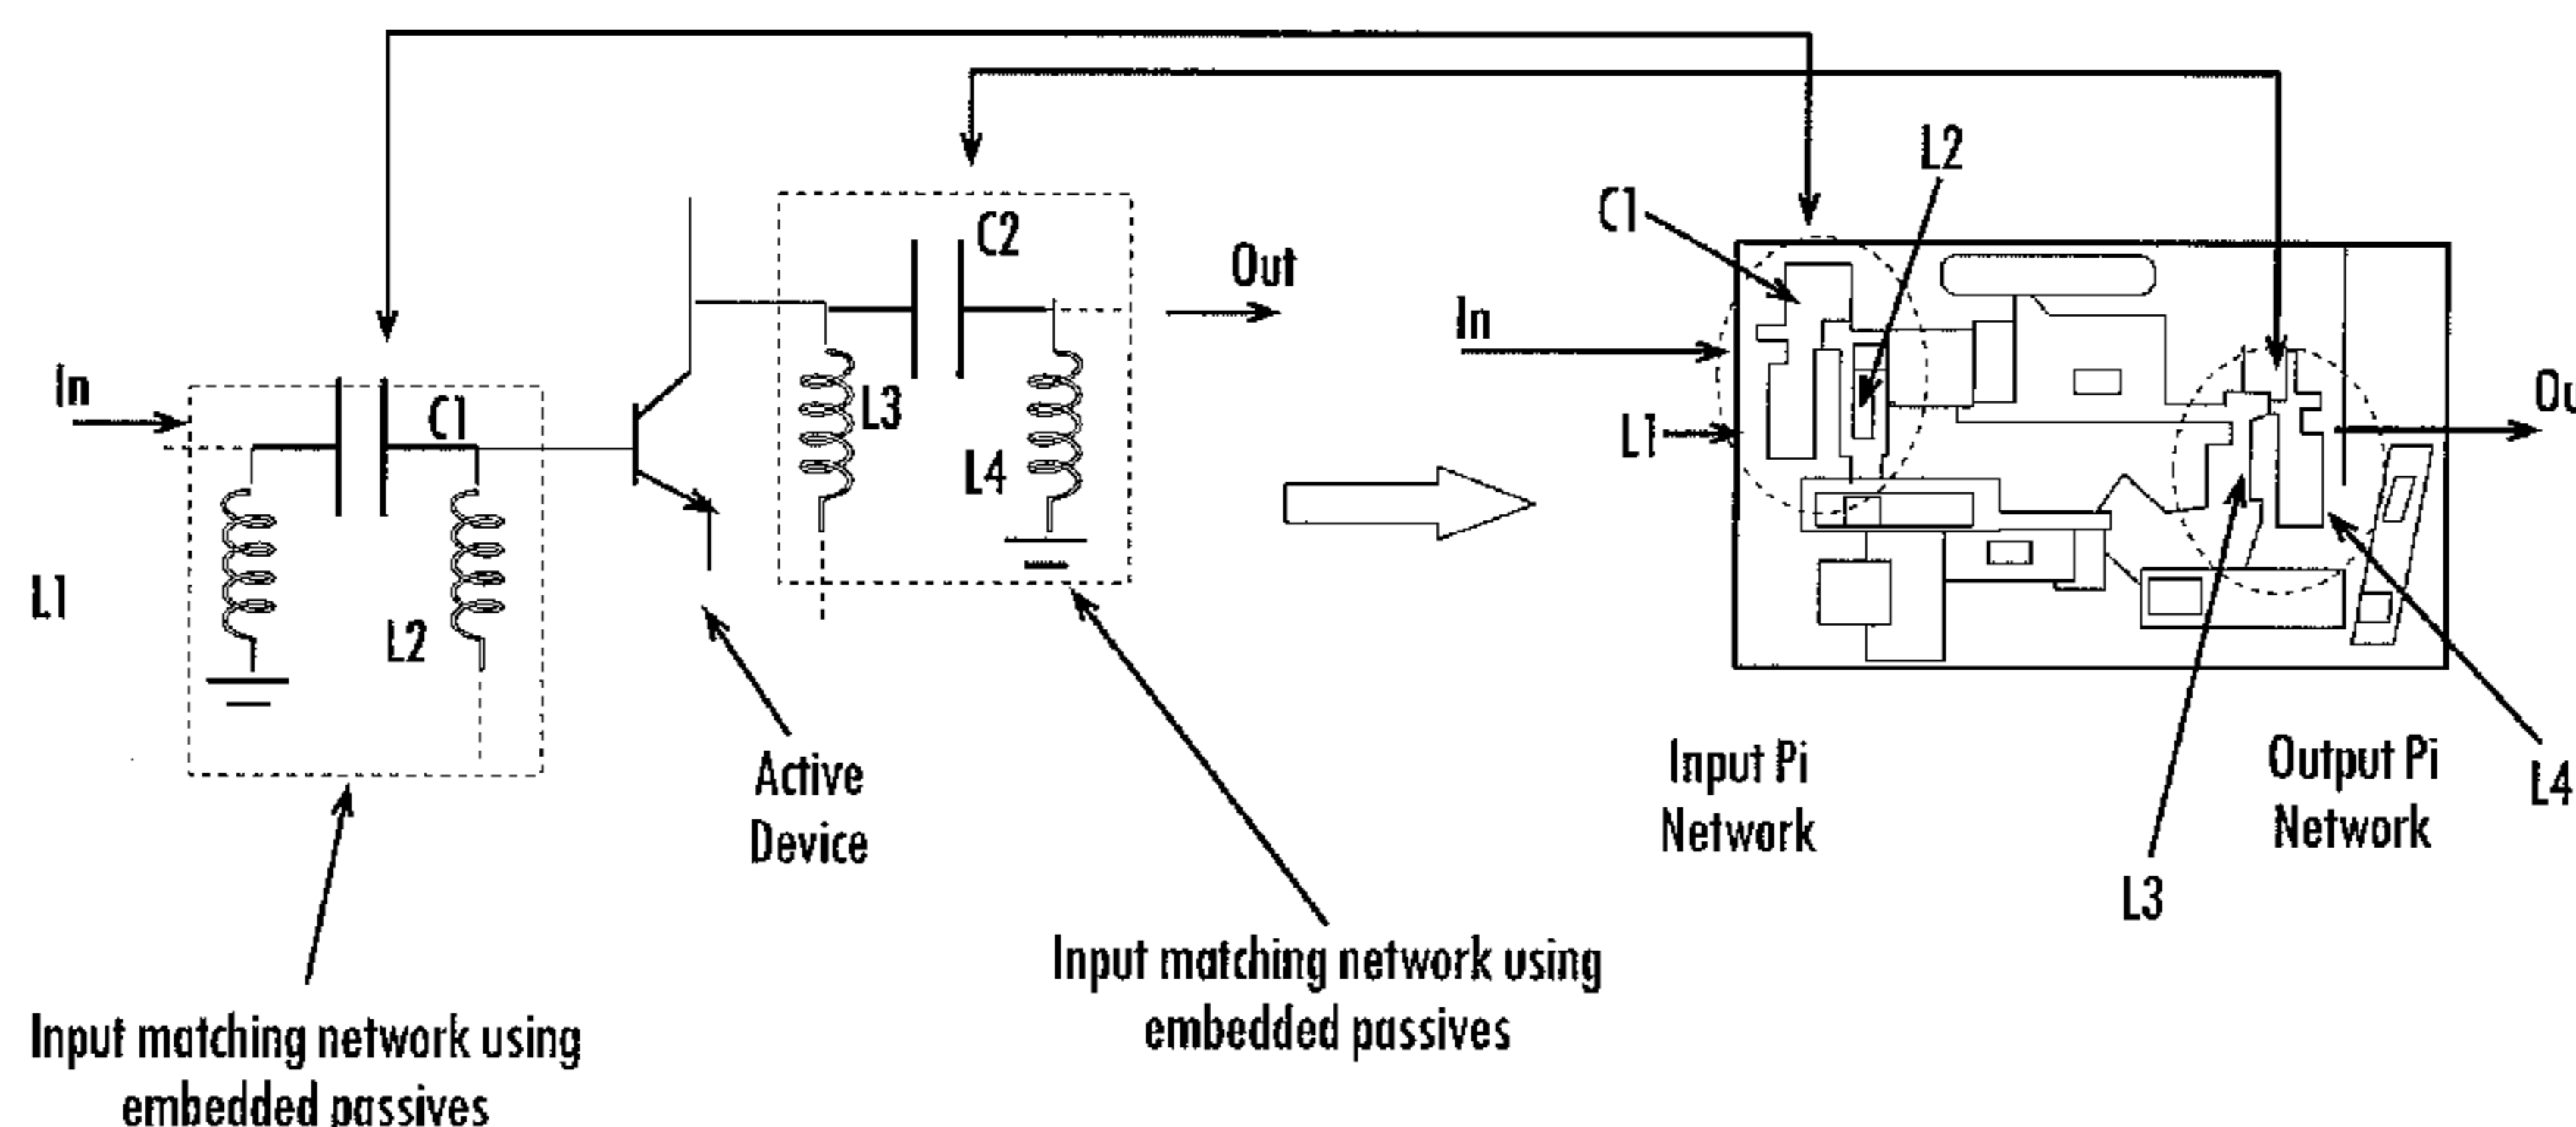 In
L1
C1
L2
C2
L3
L4
Out
Active
Device
Input matching network using
embedded passives
Input matching network using
embedded passives
C1
L2
In
L1
Ou
Input Pi
Network
Output Pi
Network
L3
L4